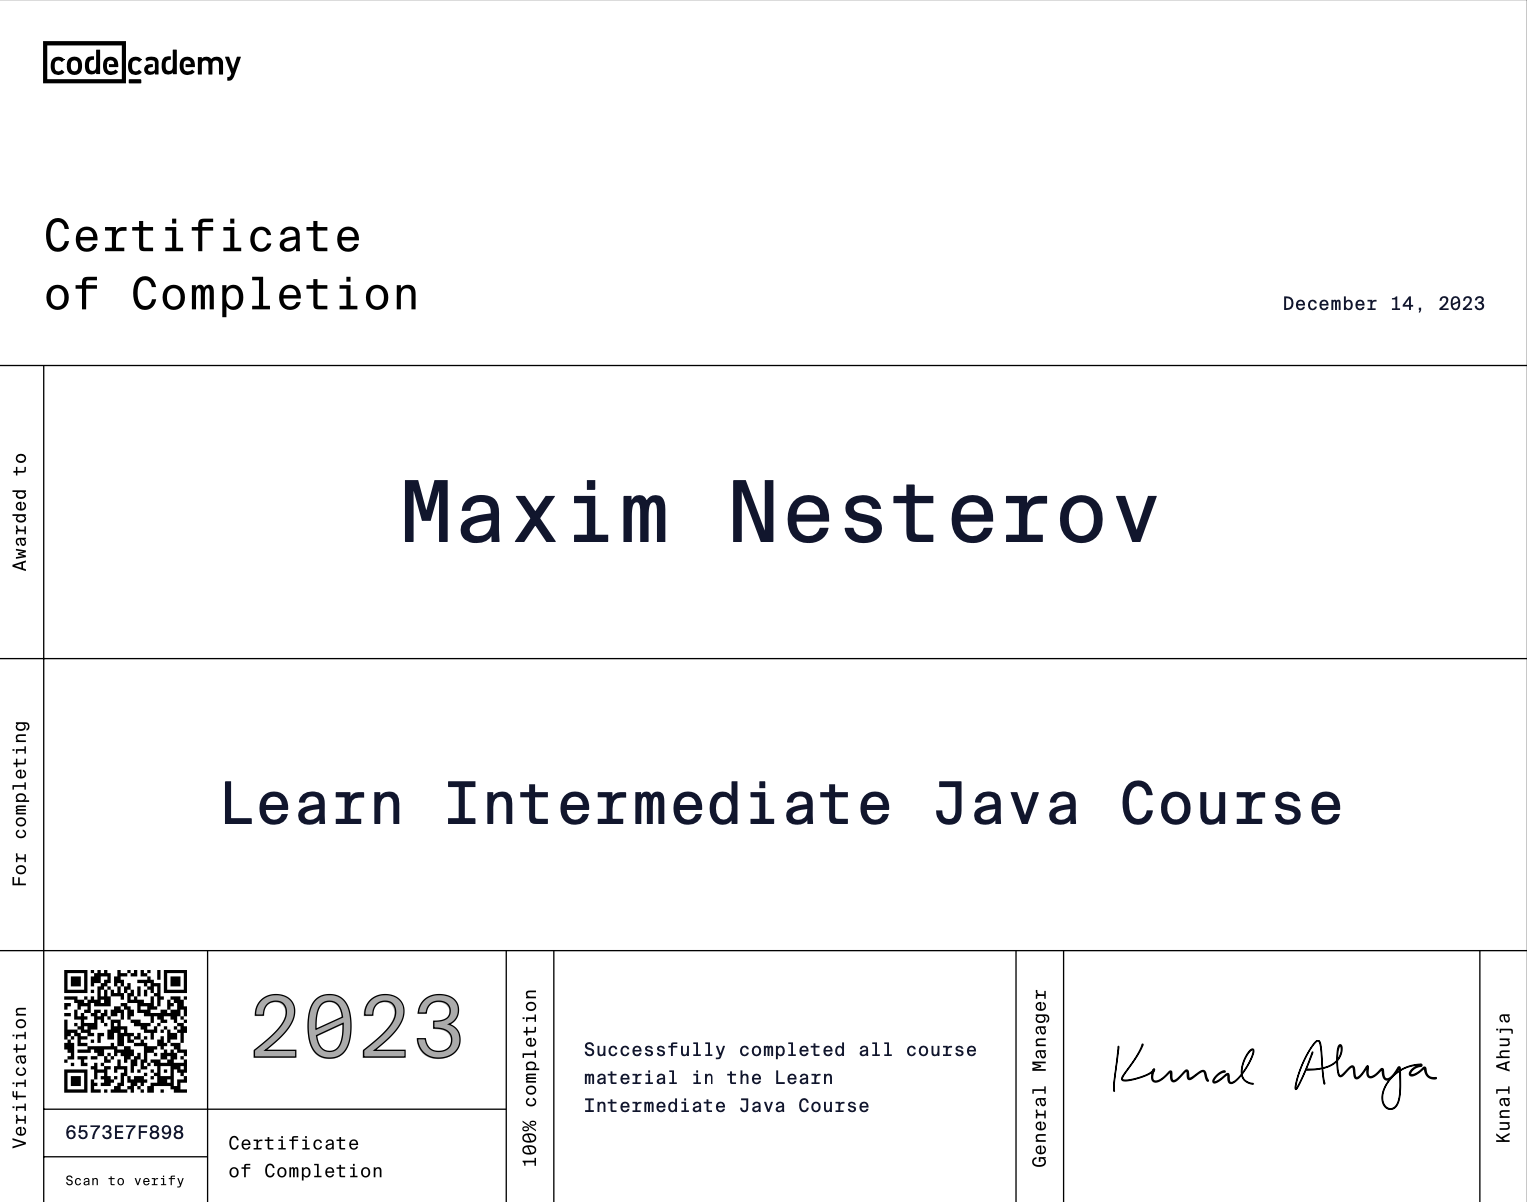 codecademy
Certificate
of Completion
December 14, 2023
Awarded to
Maxim Nesterov
For completing
Learn Intermediate Java Course
Verification
6573E7F898
Scan to verify
2023
Certificate
of Completion
100% completion
Successfully completed all course
material in the Learn
Intermediate Java Course
General Manager
Kunal Ahuja
Kunal Ahuja